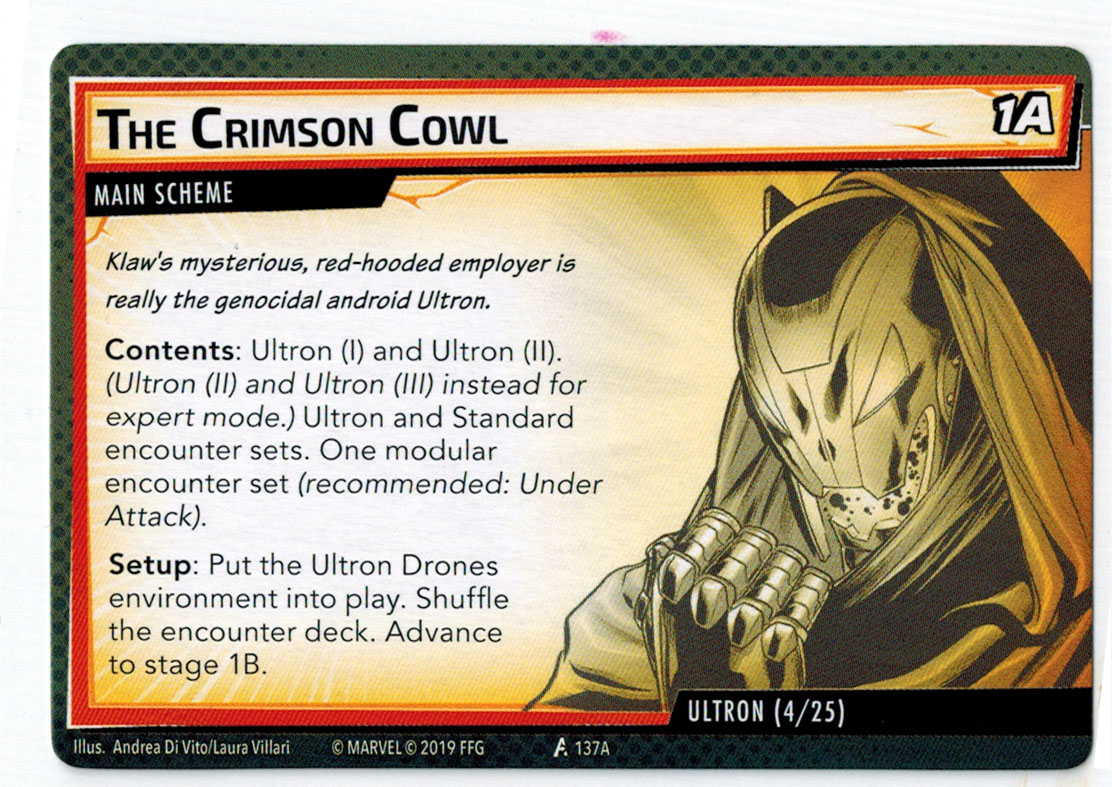 The Crimson Cowl
1A
MAIN SCHEME
Klaw's mysterious, red-hooded employer is
really the genocidal android Ultron.
Contents: Ultron (I) and Ultron (II).
(Ultron (II) and Ultron (III) instead for
expert mode.) Ultron and Standard
encounter sets. One modular
encounter set (recommended: Under
Attack).
Setup: Put the Ultron Drones
environment into play. Shuffle
the encounter deck. Advance
to stage 1B.
ULTRON (4/25)
Illus. Andrea Di Vito/Laura Villari © MARVEL © 2019 FFG A 137A